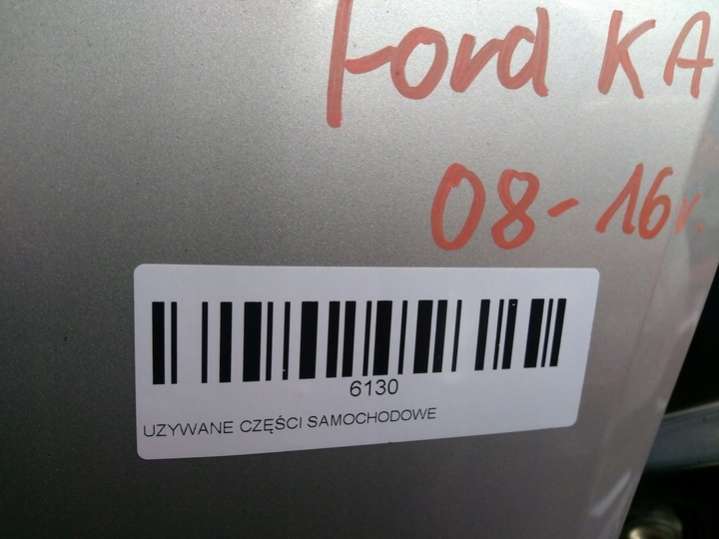 Ford KA
08-16r.
6130
UZYWANE CZĘŚCI SAMOCHODOWE